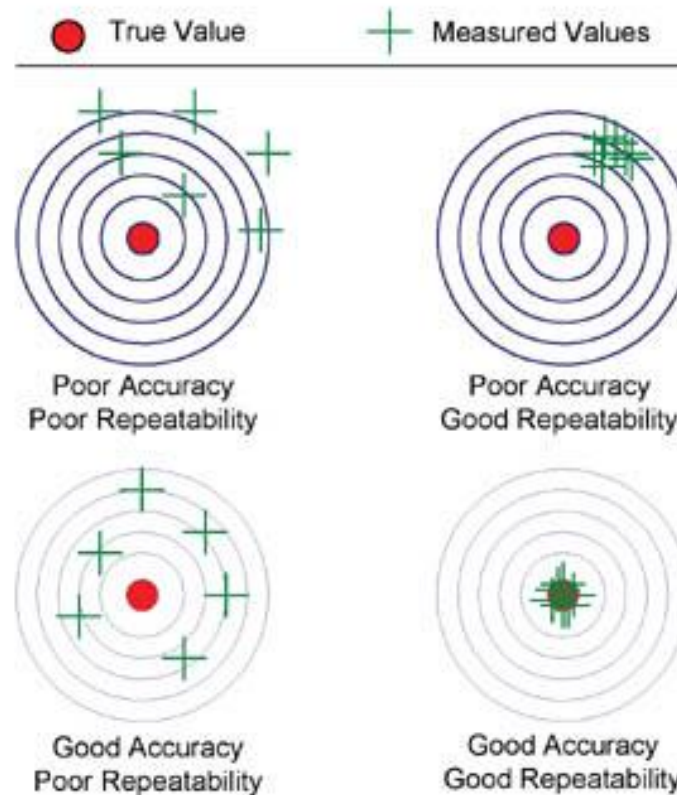 True Value
Measured Values
Poor Accuracy
Poor Repeatability
Poor Accuracy
Good Repeatability
Good Accuracy
Poor Repeatability
Good Accuracy
Good Repeatability